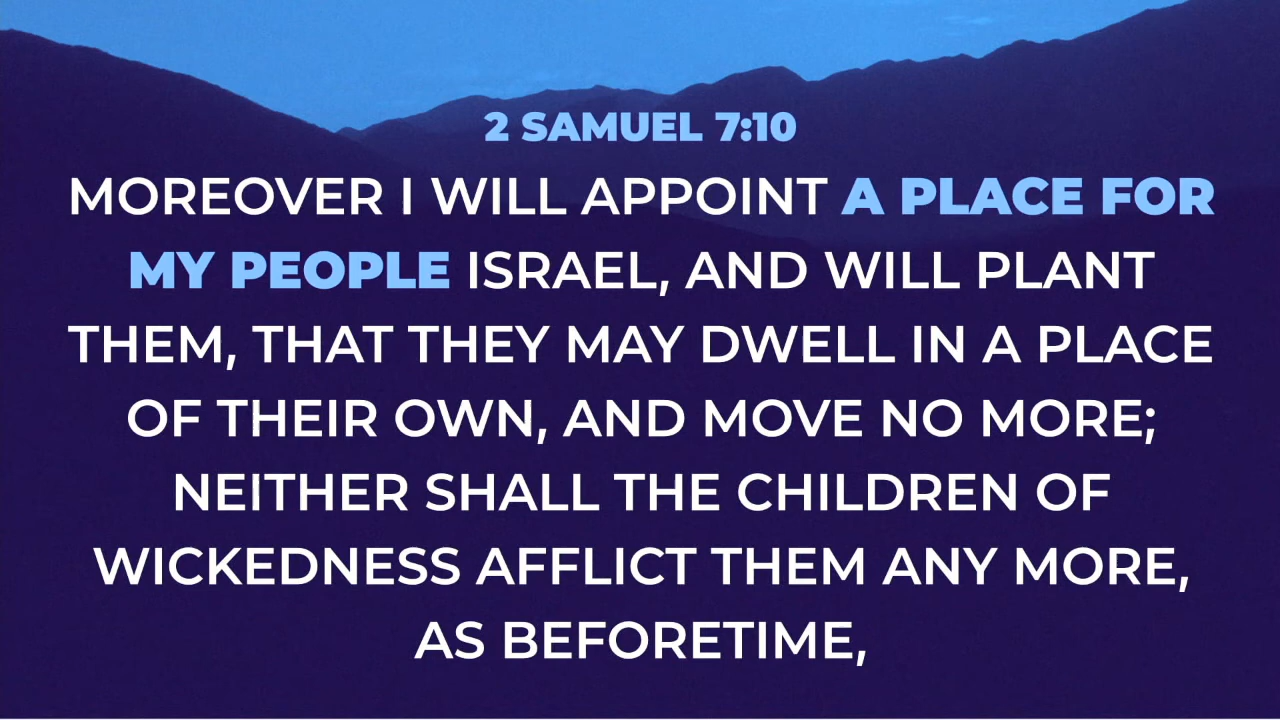 2 SAMUEL 7:10
MOREOVER I WILL APPOINT A PLACE FOR
MY PEOPLE ISRAEL, AND WILL PLANT
THEM, THAT THEY MAY DWELL IN A PLACE
OF THEIR OWN, AND MOVE NO MORE;
NEITHER SHALL THE CHILDREN OF
WICKEDNESS AFFLICT THEM ANY MORE,
AS BEFORETIME,